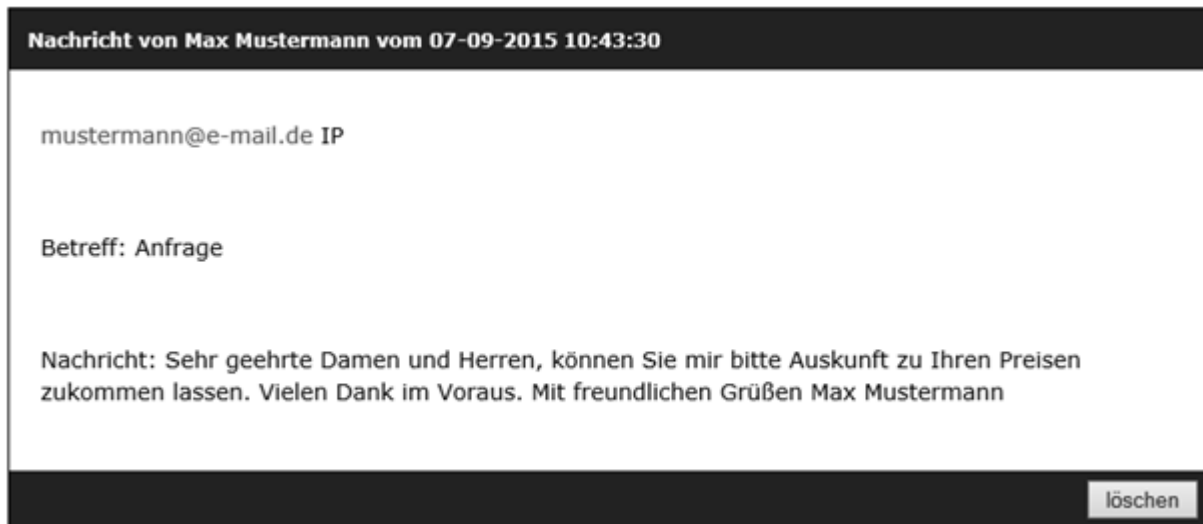 Nachricht von Max Mustermann vom 07-09-2015 10:43:30
mustermann@e-mail.de IP
Betreff: Anfrage
Nachricht: Sehr geehrte Damen und Herren, können Sie mir bitte Auskunft zu Ihren Preisen
zukommen lassen. Vielen Dank im Voraus. Mit freundlichen Grüßen Max Mustermann
löschen